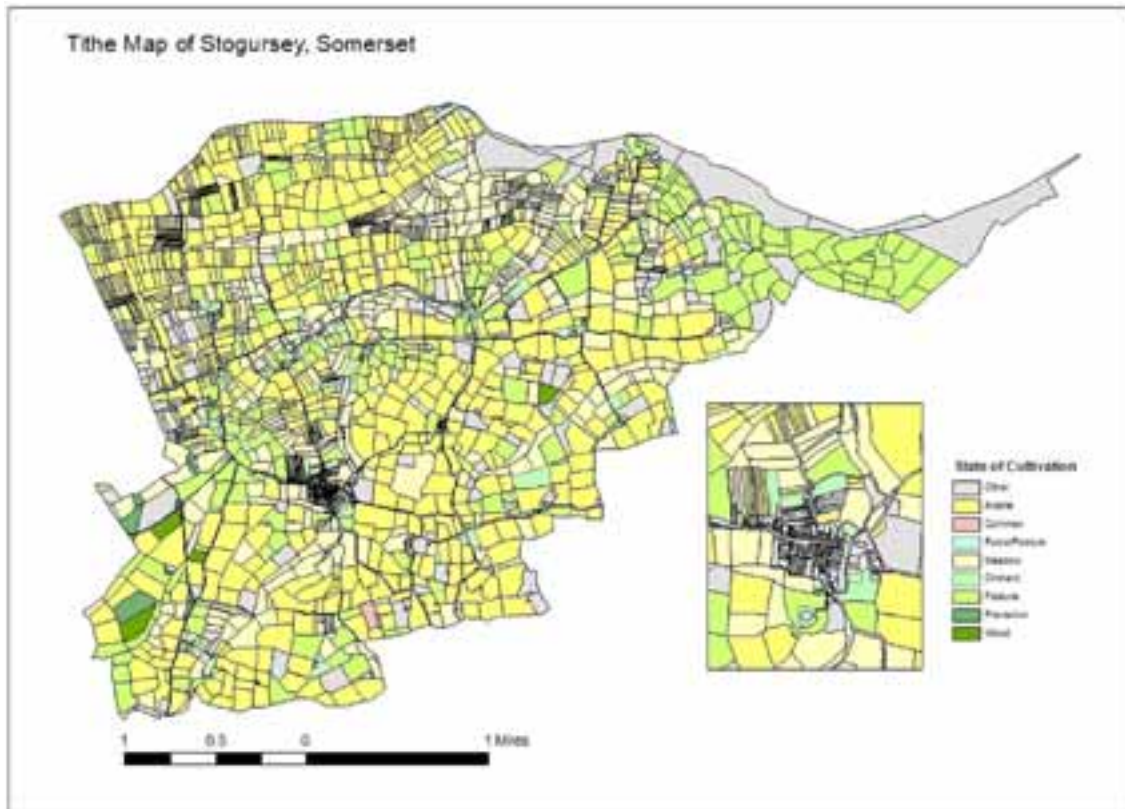 Tithe Map of Stogursey, Somerset
State of Cultivation
Other
Arable
Common
Meadow
Orchard
Pasture
Plantation
Wood
1 0.5 0 1 Miles